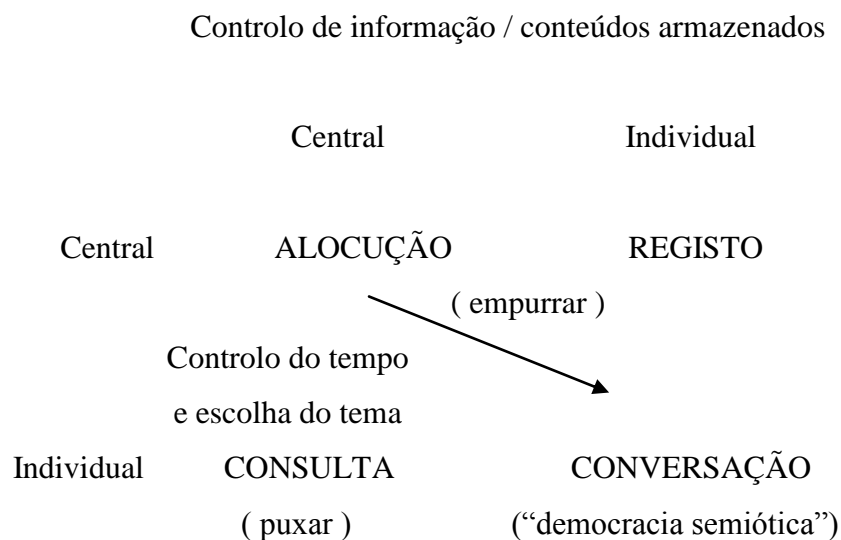 Controlo de informação / conteúdos armazenados
Central Individual
Central ALOCUÇÃO REGISTO
( empurrar )
Controlo do tempo
e escolha do tema
Individual CONSULTA CONVERSAÇÃO
( puxar ) (“democracia semiótica”)